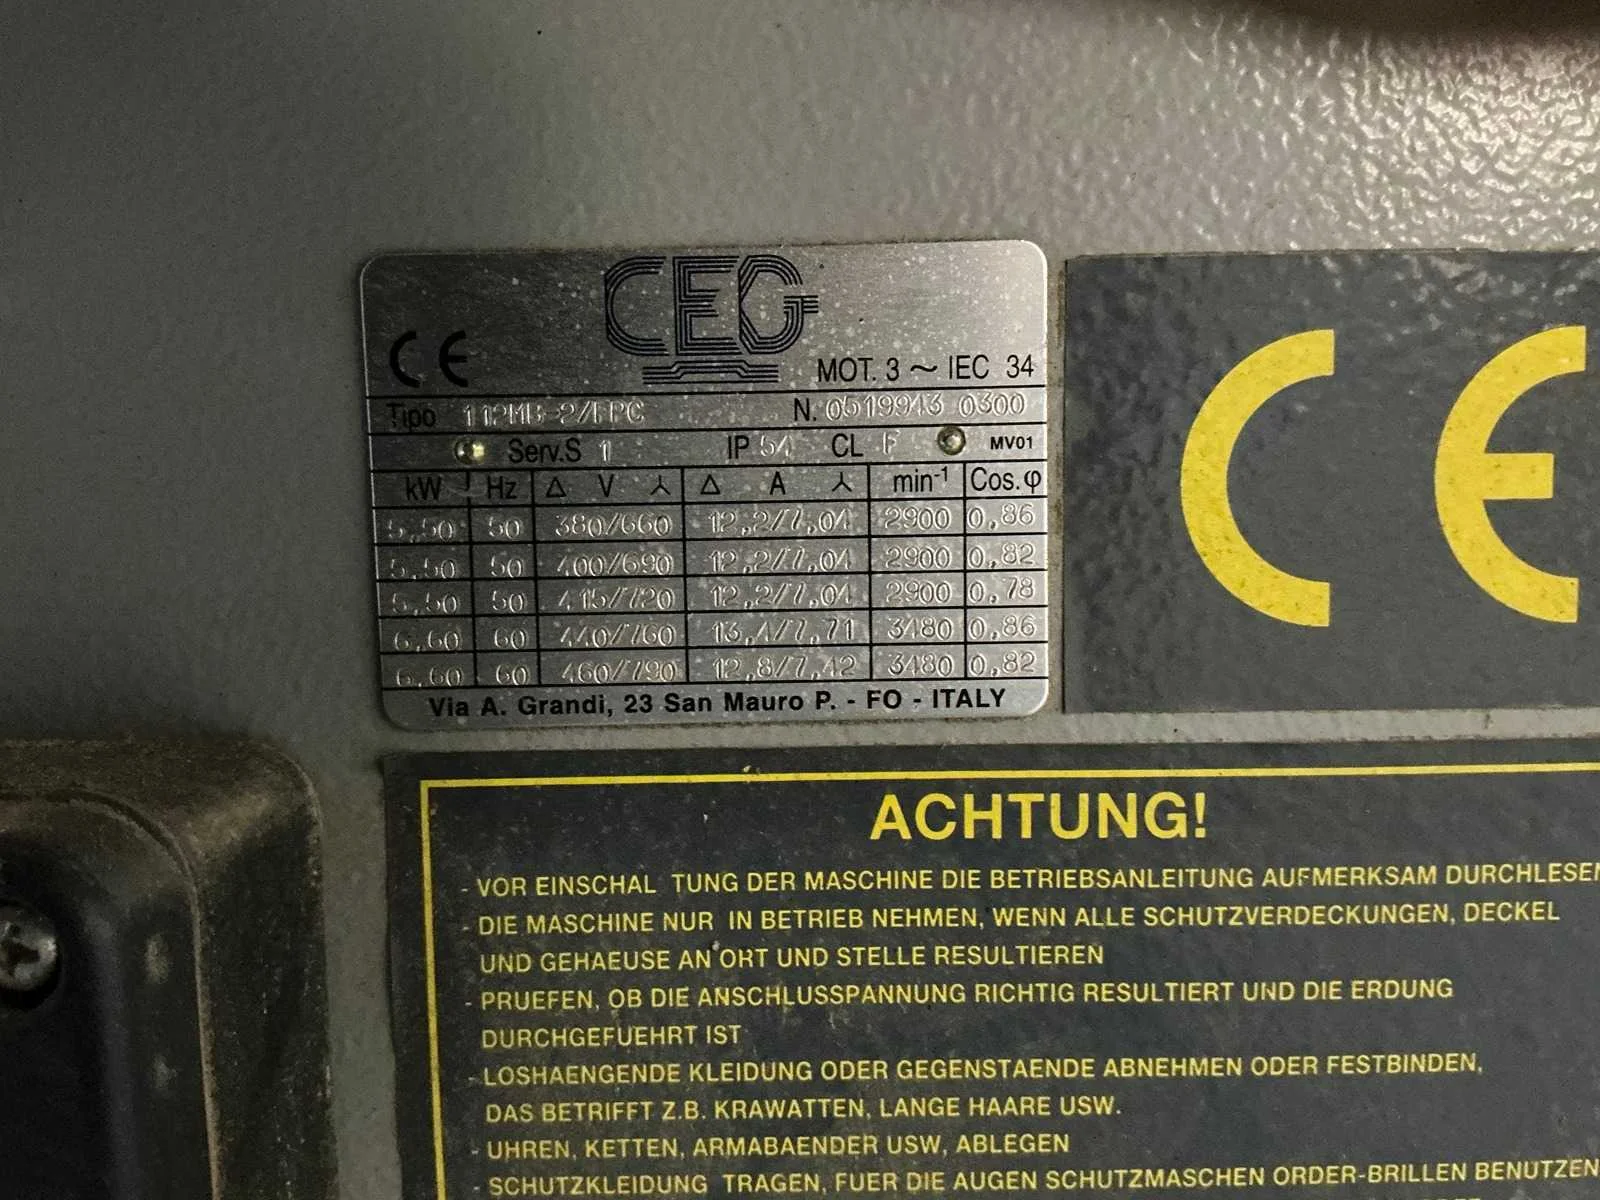 CEG
CE
MOT. 3 ~ IEC 34
Tipo 112MB-2/FPC N. 0519943 0300
Serv.S 1 IP 54 CL F MV01
kW Hz Δ V ⅄ Δ A ⅄ min-1 Cos.φ
5,50 50 380/660 12,2/7,04 2900 0,86
5,50 50 400/690 12,2/7,04 2900 0,82
5,50 50 415/720 12,2/7,04 2900 0,78
6,60 60 440/760 13,4/7,71 3480 0,86
6,60 60 460/790 12,8/7,42 3480 0,82
Via A. Grandi, 23 San Mauro P. - FO - ITALY
CE
ACHTUNG!
- VOR EINSCHAL TUNG DER MASCHINE DIE BETRIEBSANLEITUNG AUFMERKSAM DURCHLESEN
- DIE MASCHINE NUR IN BETRIEB NEHMEN, WENN ALLE SCHUTZVERDECKUNGEN, DECKEL
UND GEHAEUSE AN ORT UND STELLE RESULTIEREN
- PRUEFEN, OB DIE ANSCHLUSSPANNUNG RICHTIG RESULTIERT UND DIE ERDUNG
DURCHGEFUEHRT IST
- LOSHAENGENDE KLEIDUNG ODER GEGENSTAENDE ABNEHMEN ODER FESTBINDEN,
DAS BETRIFFT Z.B. KRAWATTEN, LANGE HAARE USW.
- UHREN, KETTEN, ARMABAENDER USW, ABLEGEN
- SCHUTZKLEIDUNG TRAGEN, FUER DIE AUGEN SCHUTZMASCHEN ORDER-BRILLEN BENUTZEN